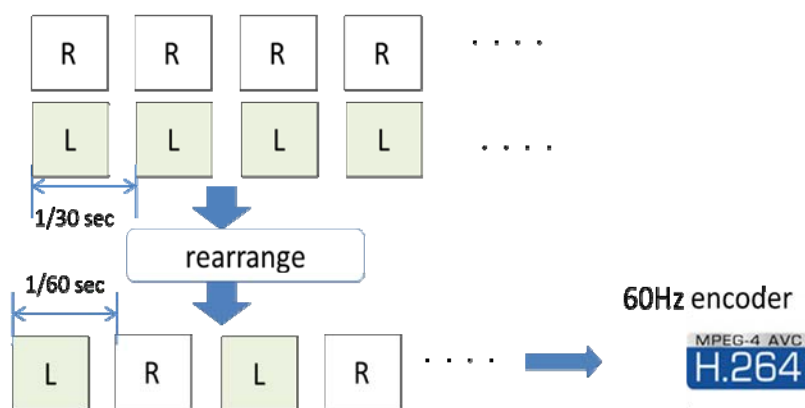 R R R R ....
L L L L ....
1/30 sec
rearrange
1/60 sec
60Hz encoder
L R L R ....
MPEG-4 AVC
H.264